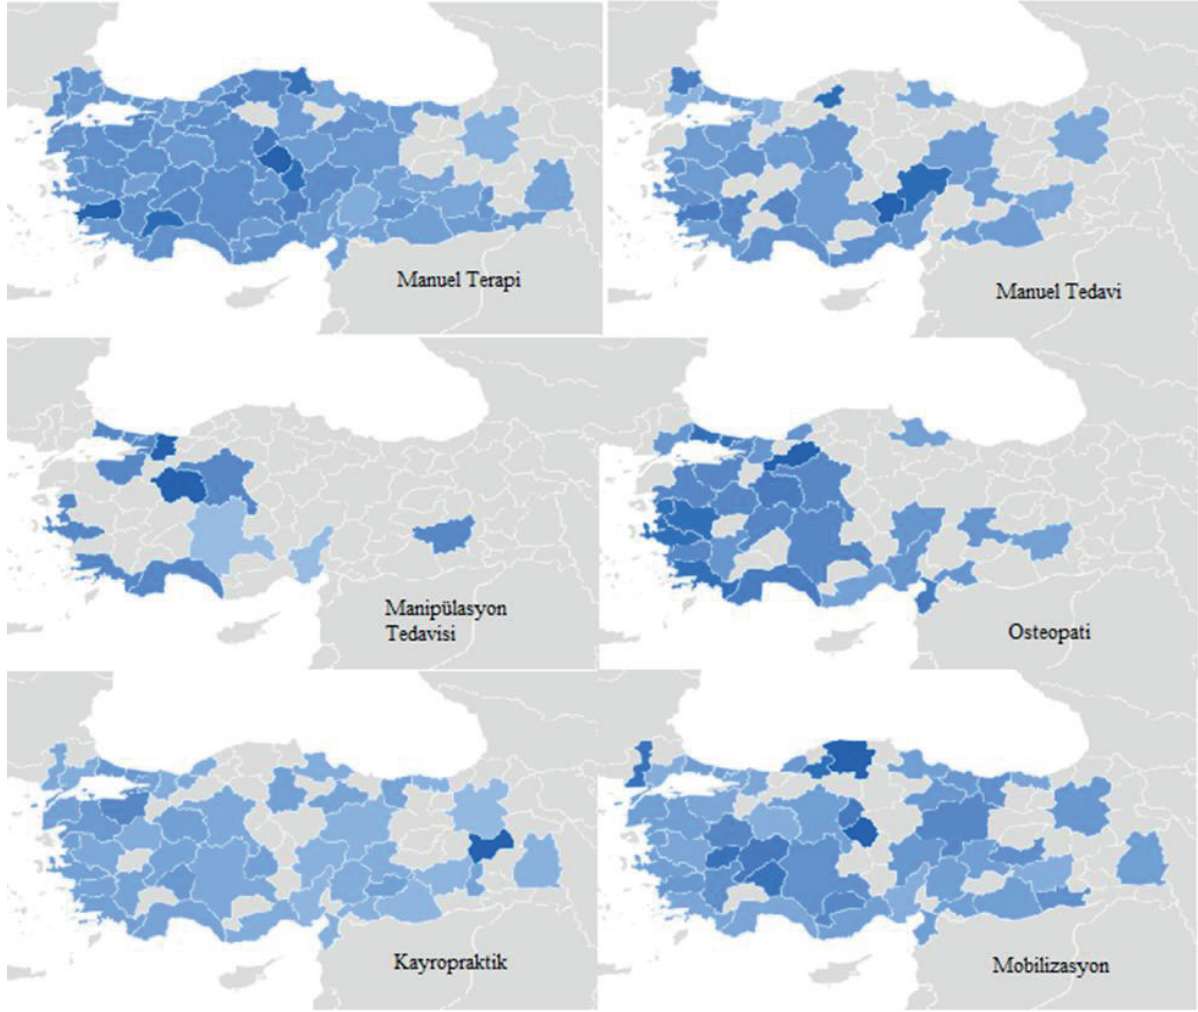 Manuel Terapi
Manuel Tedavi
Manipülasyon
Tedavisi
Osteopati
Kayropraktik
Mobilizasyon